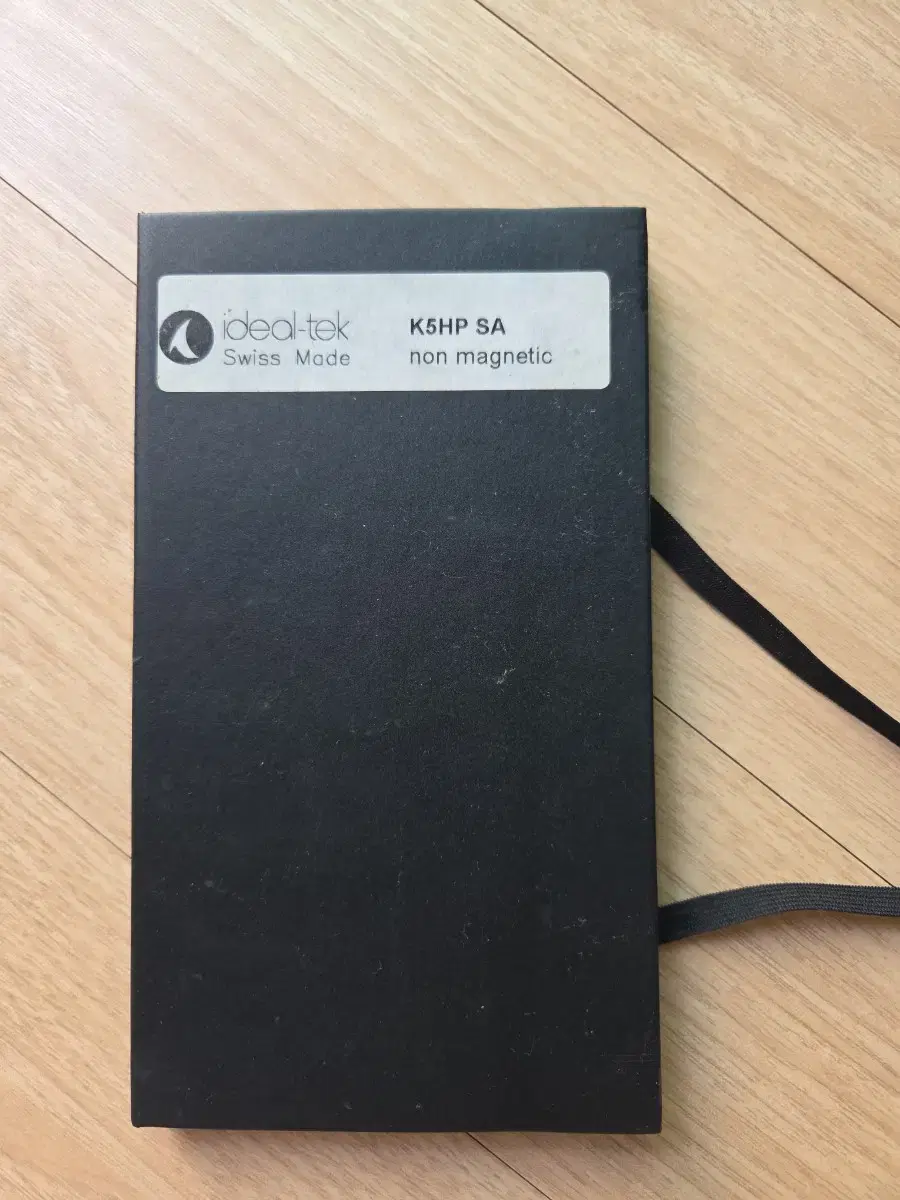 ideal-tek
Swiss Made
K5HP SA
non magnetic